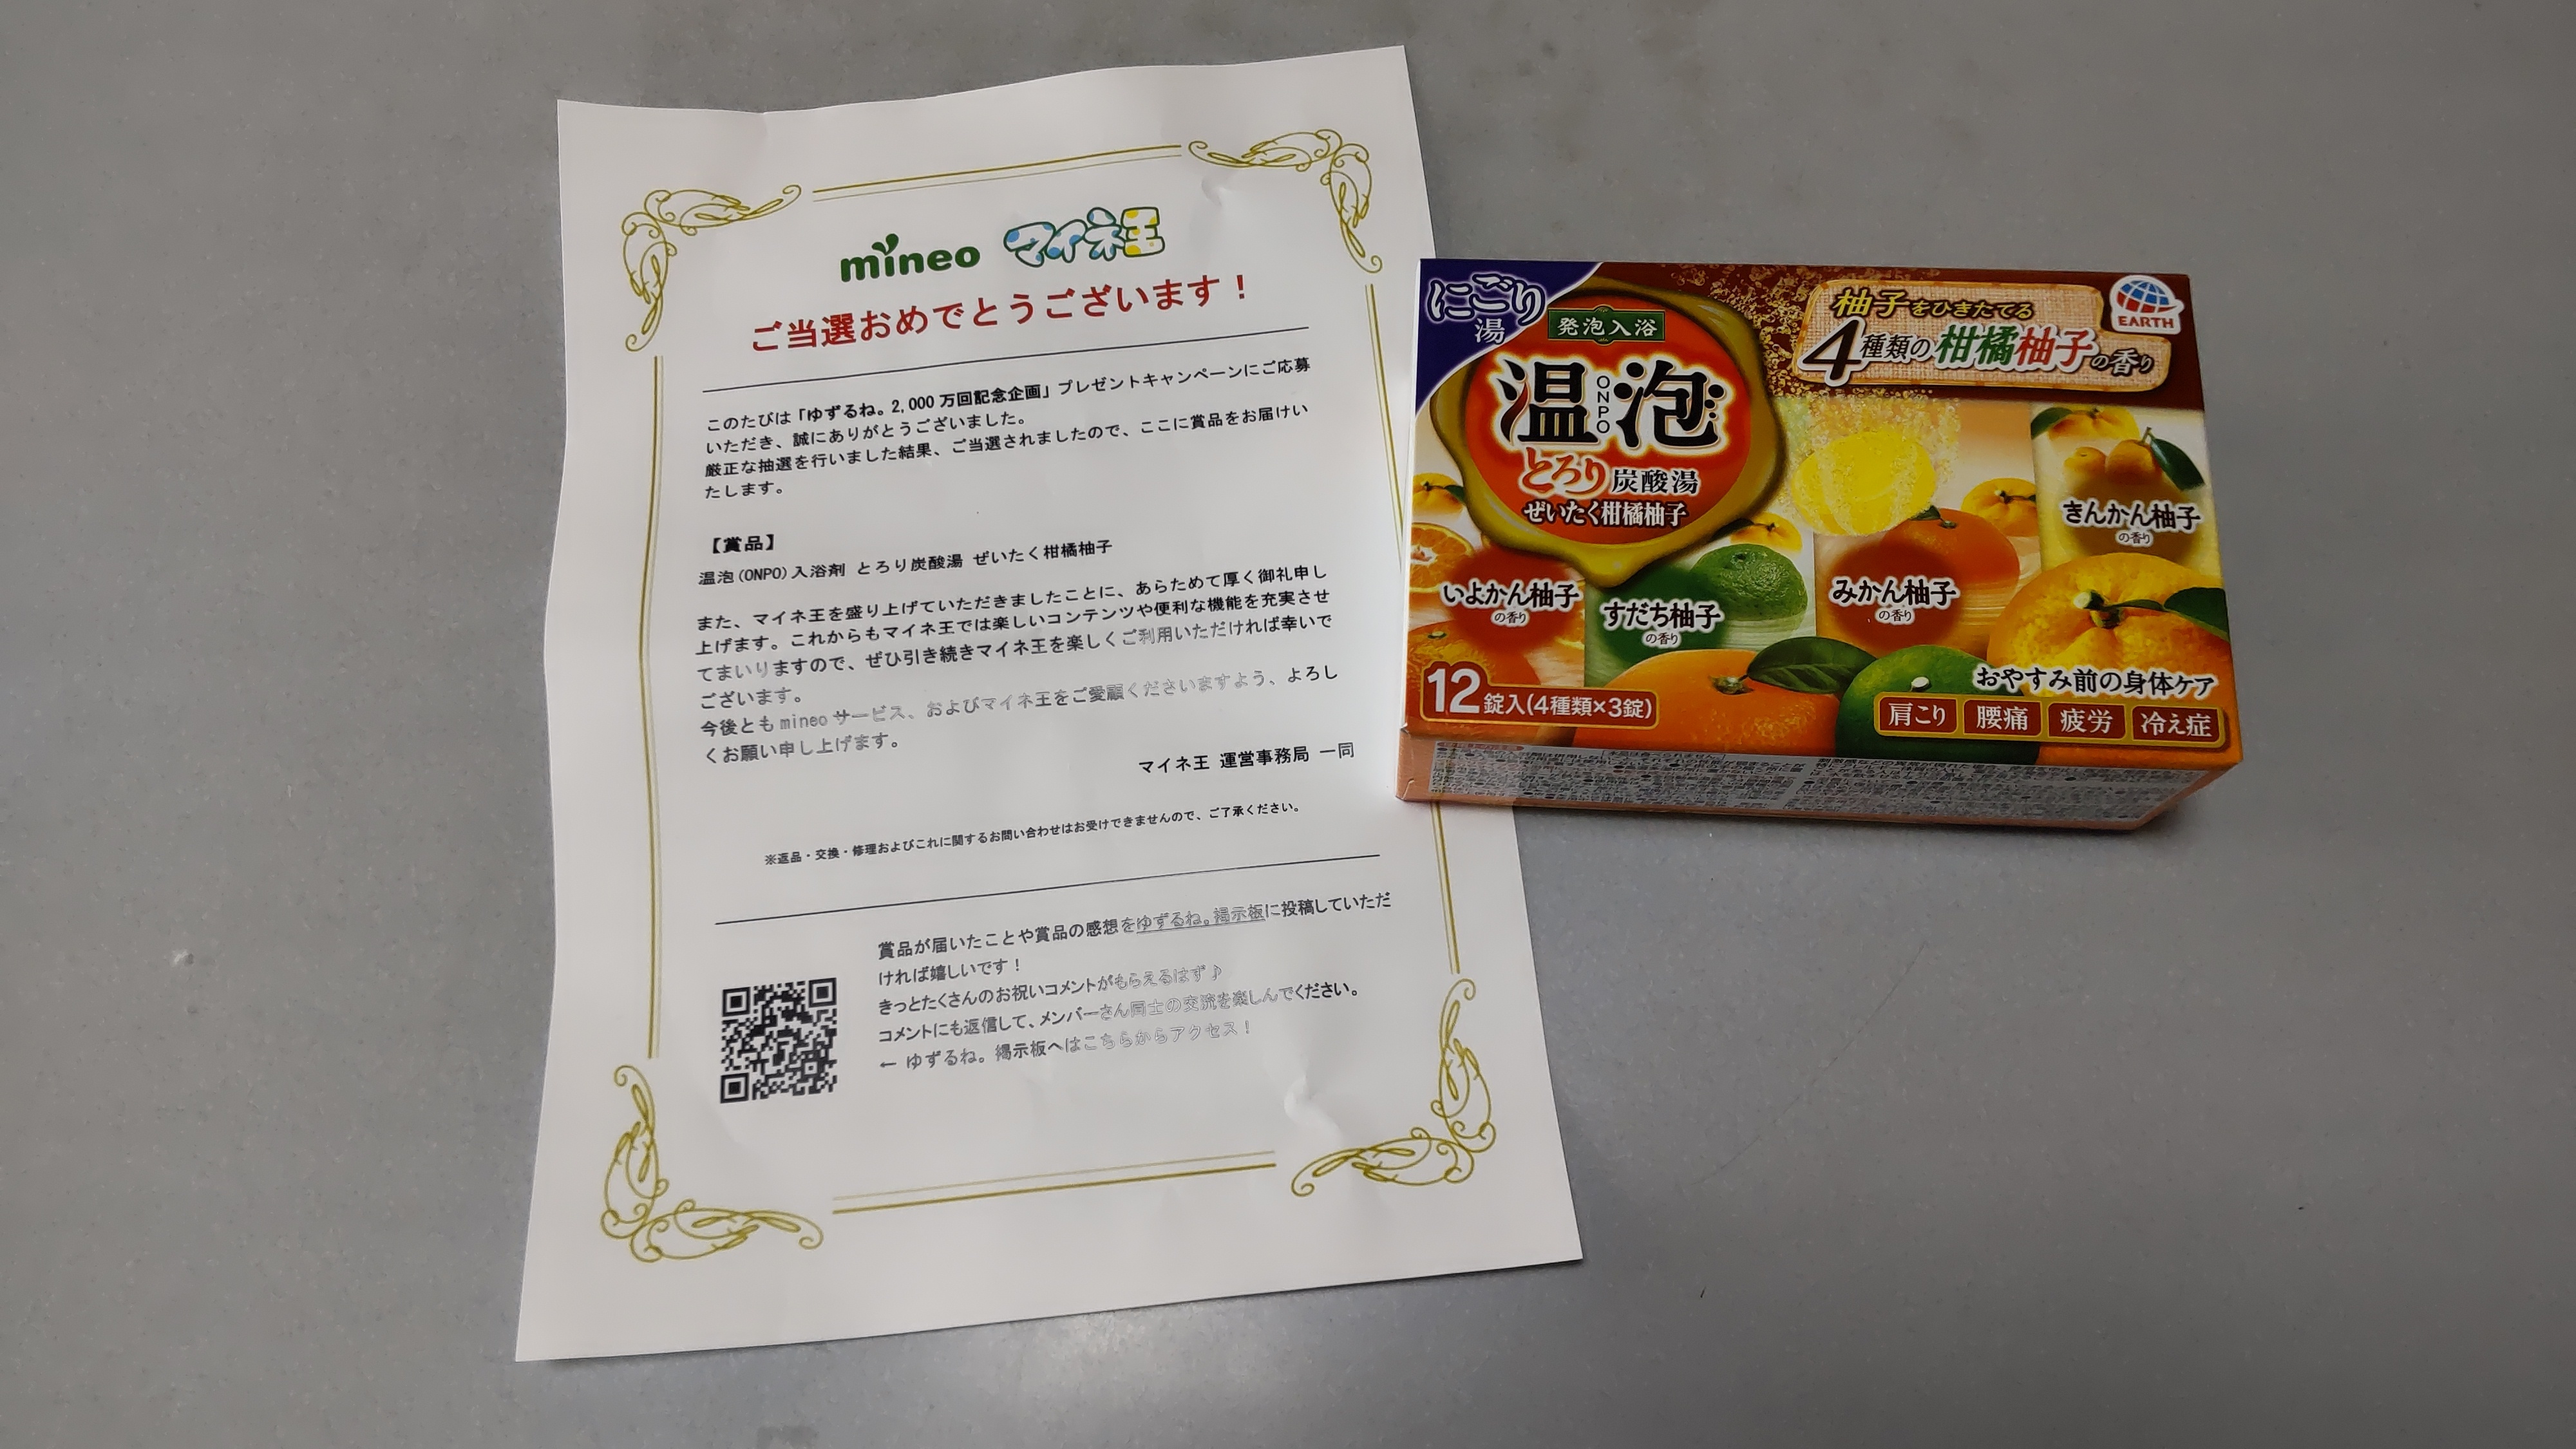 mineo マイネ王
ご当選おめでとうございます！
このたびは「ゆずるね。2,000万回記念企画」プレゼントキャンペーンにご応募
いただき、誠にありがとうございました。
厳正な抽選を行いました結果、ご当選されましたので、ここに賞品をお届けい
たします。
【賞品】
温泡(ONPO)入浴剤 とろり炭酸湯 ぜいたく柑橘柚子
また、マイネ王を盛り上げていただきましたことに、あらためて厚く御礼申し
上げます。これからもマイネ王では楽しいコンテンツや便利な機能を充実させ
てまいりますので、ぜひ引き続きマイネ王を楽しくご利用いただければ幸いで
ございます。
今後ともmineoサービス、およびマイネ王をご愛顧くださいますよう、よろし
くお願い申し上げます。
マイネ王 運営事務局 一同
※返品・交換・修理およびこれに関するお問い合わせはお受けできませんので、ご了承ください。
賞品が届いたことや賞品の感想をゆずるね。掲示板に投稿していただ
ければ嬉しいです！
きっとたくさんのお祝いコメントがもらえるはず♪
コメントにも返信して、メンバーさん同士の交流を楽しんでください。
← ゆずるね。掲示板へはこちらからアクセス！
にごり
湯
発泡入浴
温泡
ONPO
とろり炭酸湯
ぜいたく柑橘柚子
柚子をひきたてる
4種類の柑橘柚子の香り
EARTH
いよかん柚子
の香り
すだち柚子
の香り
みかん柚子
の香り
きんかん柚子
の香り
12錠入(4種類×3錠)
おやすみ前の身体ケア
肩こり 腰痛 疲労 冷え症